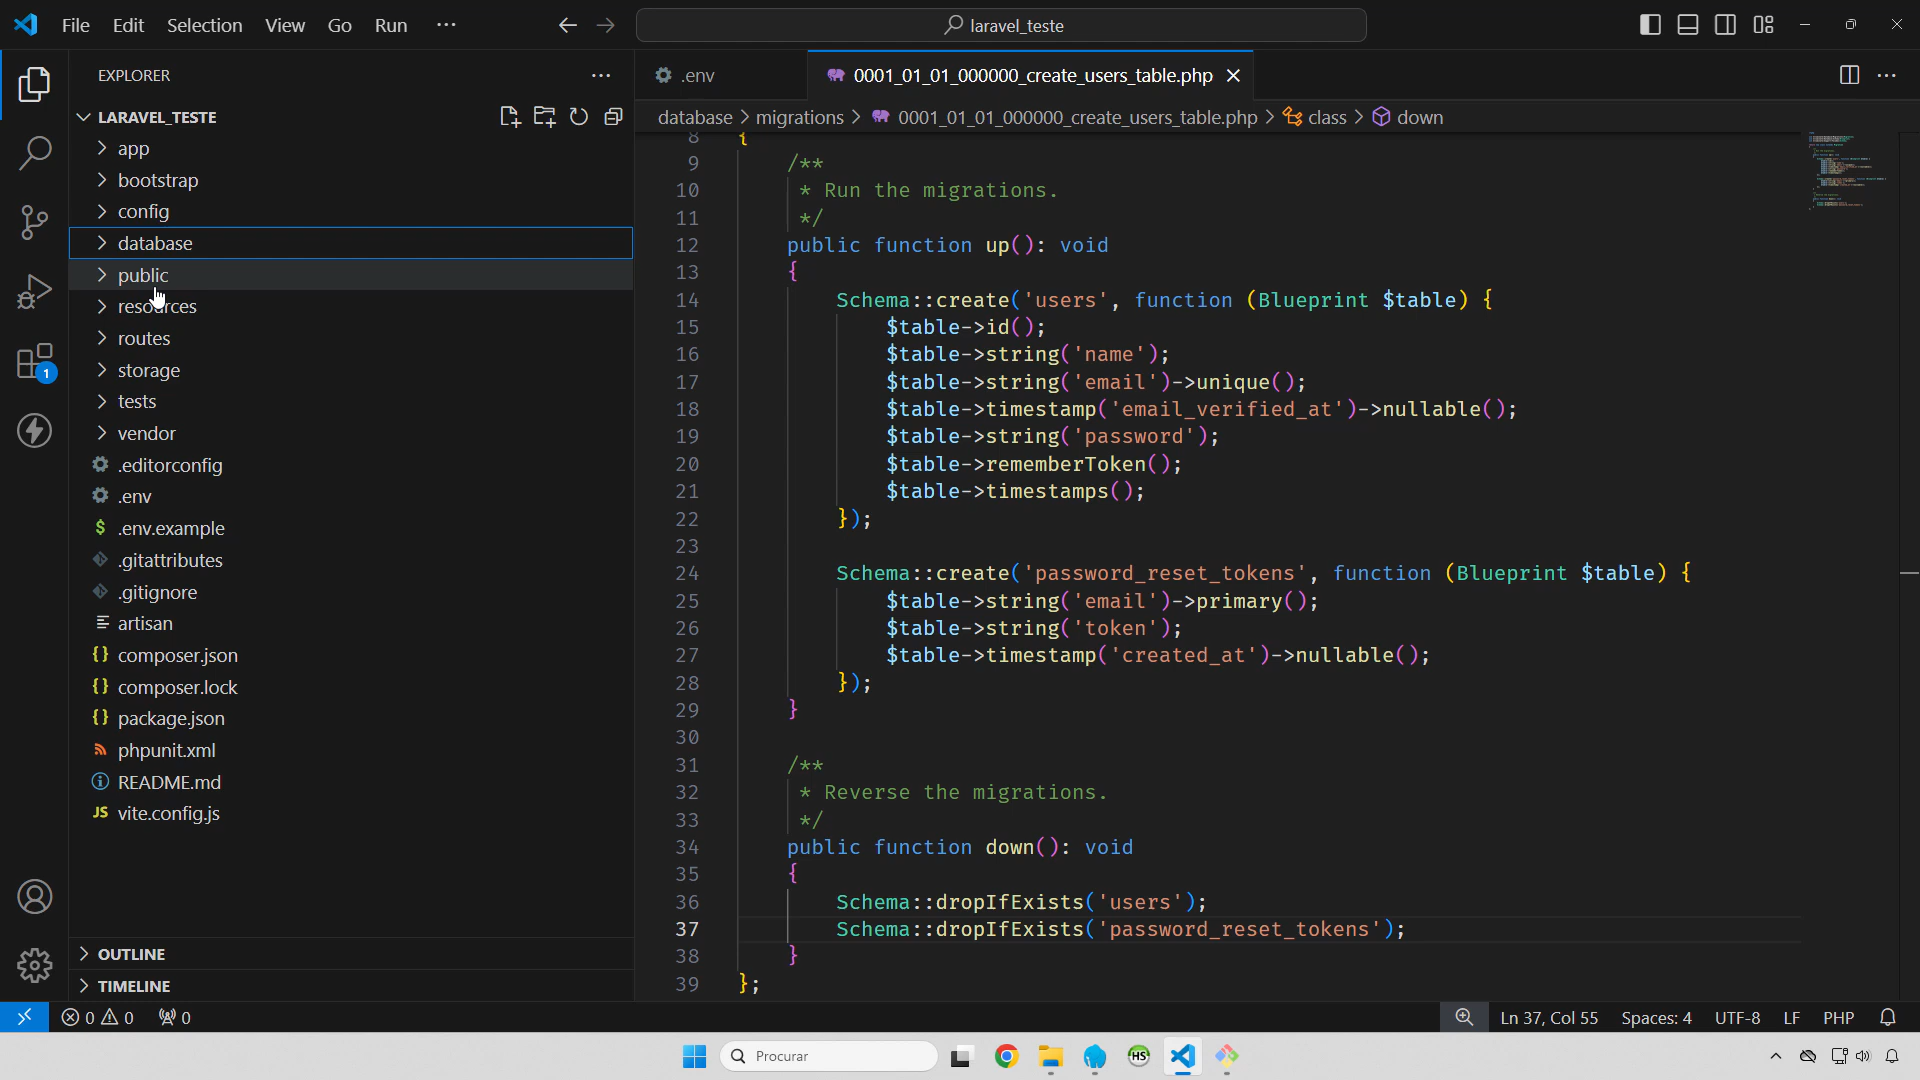 File Edit Selection View Go Run ···
laravel_teste
EXPLORER
LARAVEL_TESTE
app
bootstrap
config
database
public
resources
routes
storage
tests
vendor
.editorconfig
.env
.env.example
.gitattributes
.gitignore
artisan
composer.json
composer.lock
package.json
phpunit.xml
README.md
vite.config.js
OUTLINE
TIMELINE
1
.env
0001_01_01_000000_create_users_table.php
database > migrations > 0001_01_01_000000_create_users_table.php > class > down
8 {
9 /**
10 * Run the migrations.
11 */
12 public function up(): void
13 {
14 Schema::create('users', function (Blueprint $table) {
15 $table->id();
16 $table->string('name');
17 $table->string('email')->unique();
18 $table->timestamp('email_verified_at')->nullable();
19 $table->string('password');
20 $table->rememberToken();
21 $table->timestamps();
22 });
23
24 Schema::create('password_reset_tokens', function (Blueprint $table) {
25 $table->string('email')->primary();
26 $table->string('token');
27 $table->timestamp('created_at')->nullable();
28 });
29 }
30
31 /**
32 * Reverse the migrations.
33 */
34 public function down(): void
35 {
36 Schema::dropIfExists('users');
37 Schema::dropIfExists('password_reset_tokens');
38 }
39 };
0 0 0
Ln 37, Col 55 Spaces: 4 UTF-8 LF PHP
Procurar
HS